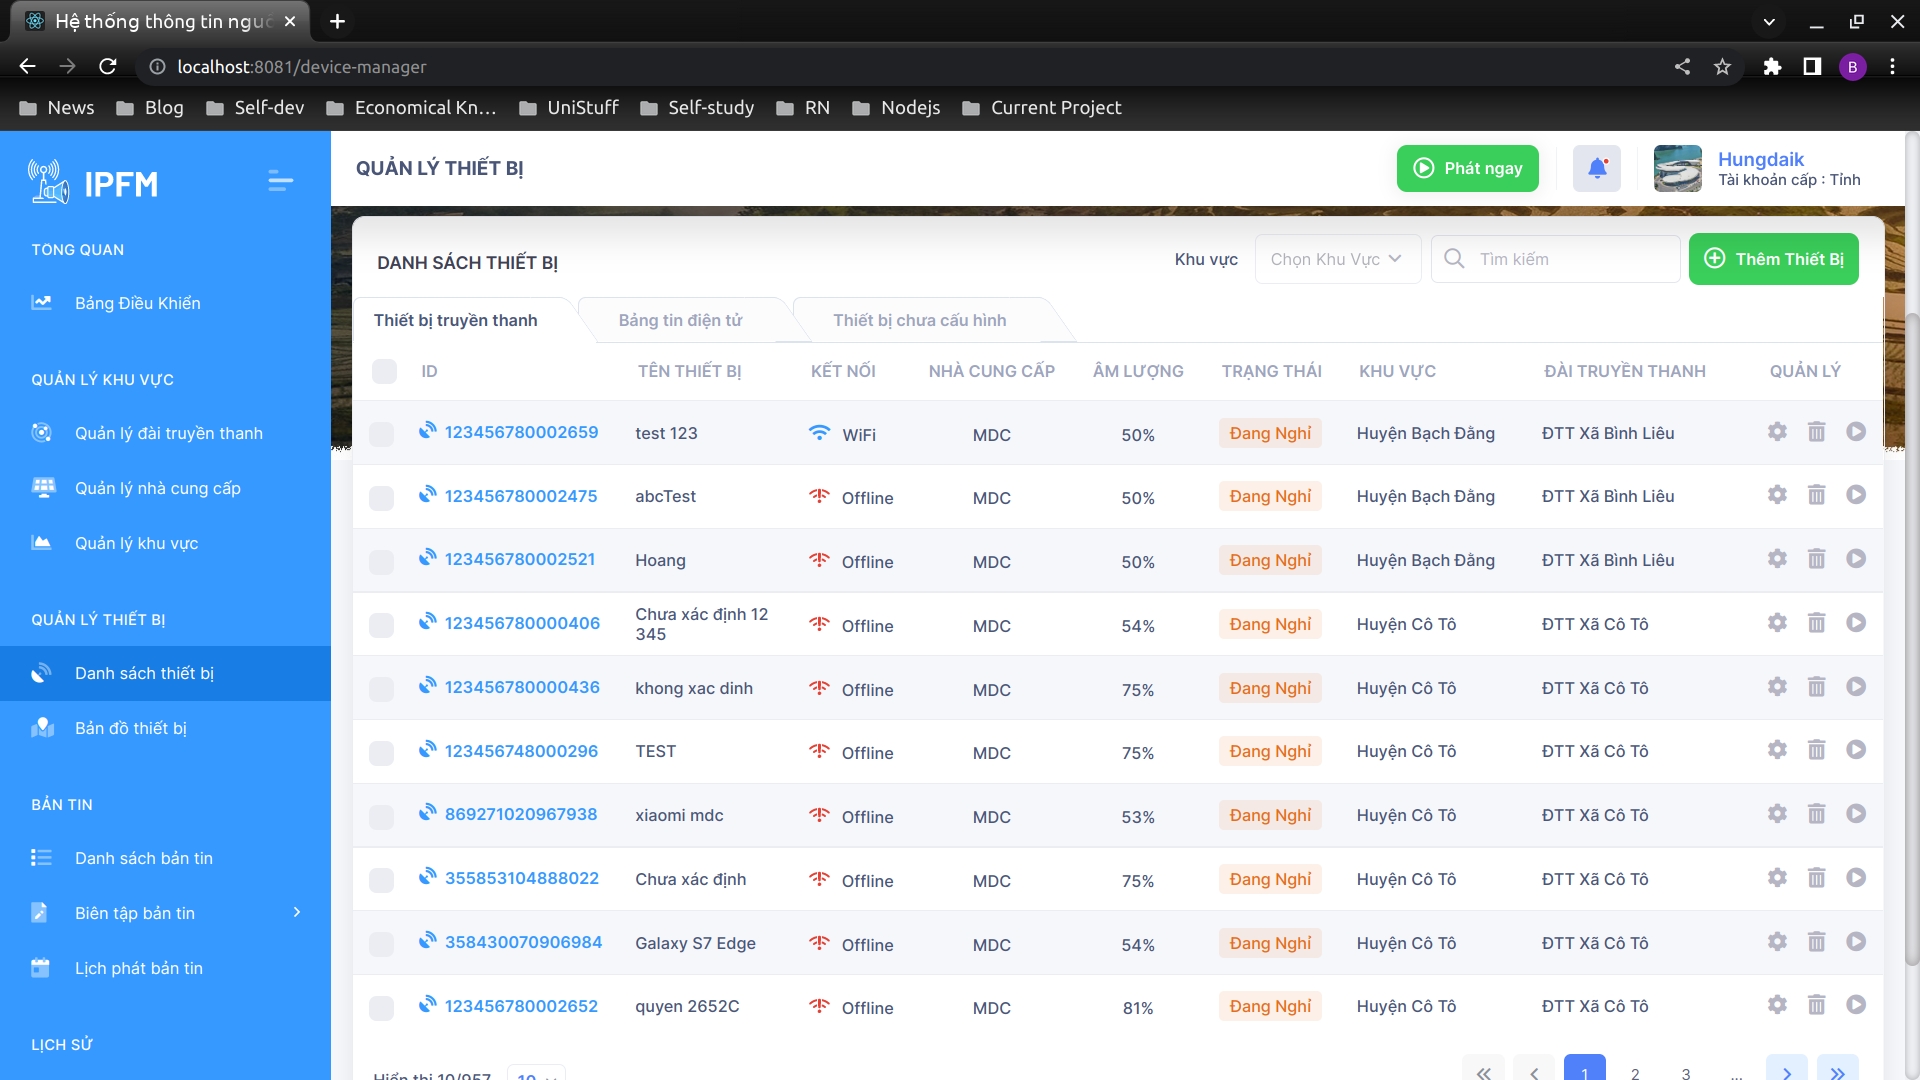 Hệ thống thông tin nguồ
localhost:8081/device-manager
B
News Blog Self-dev Economical Kn... UniStuff Self-study RN Nodejs Current Project
IPFM
QUẢN LÝ THIẾT BỊ
Phát ngay
Hungdaik
Tài khoản cấp : Tỉnh
TỔNG QUAN
Bảng Điều Khiển
QUẢN LÝ KHU VỰC
Quản lý đài truyền thanh
Quản lý nhà cung cấp
Quản lý khu vực
QUẢN LÝ THIẾT BỊ
Danh sách thiết bị
Bản đồ thiết bị
BẢN TIN
Danh sách bản tin
Biên tập bản tin
Lịch phát bản tin
LỊCH SỬ
DANH SÁCH THIẾT BỊ
Khu vực
Chọn Khu Vực
Tìm kiếm
Thêm Thiết Bị
Thiết bị truyền thanh
Bảng tin điện tử
Thiết bị chưa cấu hình
ID TÊN THIẾT BỊ KẾT NỐI NHÀ CUNG CẤP ÂM LƯỢNG TRẠNG THÁI KHU VỰC ĐÀI TRUYỀN THANH QUẢN LÝ
123456780002659 test 123 WiFi MDC 50% Đang Nghỉ Huyện Bạch Đằng ĐTT Xã Bình Liêu
123456780002475 abcTest Offline MDC 50% Đang Nghỉ Huyện Bạch Đằng ĐTT Xã Bình Liêu
123456780002521 Hoang Offline MDC 50% Đang Nghỉ Huyện Bạch Đằng ĐTT Xã Bình Liêu
123456780000406 Chưa xác định 12
345 Offline MDC 54% Đang Nghỉ Huyện Cô Tô ĐTT Xã Cô Tô
123456780000436 khong xac dinh Offline MDC 75% Đang Nghỉ Huyện Cô Tô ĐTT Xã Cô Tô
123456748000296 TEST Offline MDC 75% Đang Nghỉ Huyện Cô Tô ĐTT Xã Cô Tô
869271020967938 xiaomi mdc Offline MDC 53% Đang Nghỉ Huyện Cô Tô ĐTT Xã Cô Tô
355853104888022 Chưa xác định Offline MDC 75% Đang Nghỉ Huyện Cô Tô ĐTT Xã Cô Tô
358430070906984 Galaxy S7 Edge Offline MDC 54% Đang Nghỉ Huyện Cô Tô ĐTT Xã Cô Tô
123456780002652 quyen 2652C Offline MDC 81% Đang Nghỉ Huyện Cô Tô ĐTT Xã Cô Tô
Hiển thị 10/957 10
1 2 3 ...